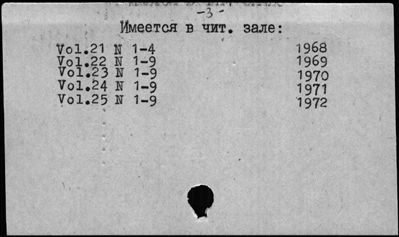 -3-
Имеется в чит. зале:
Vol.21 N 1-4 1968
Vol.22 N 1-9 1969
Vol.23 N 1-9 1970
Vol.24 N 1-9 1971
Vol.25 N 1-9 1972